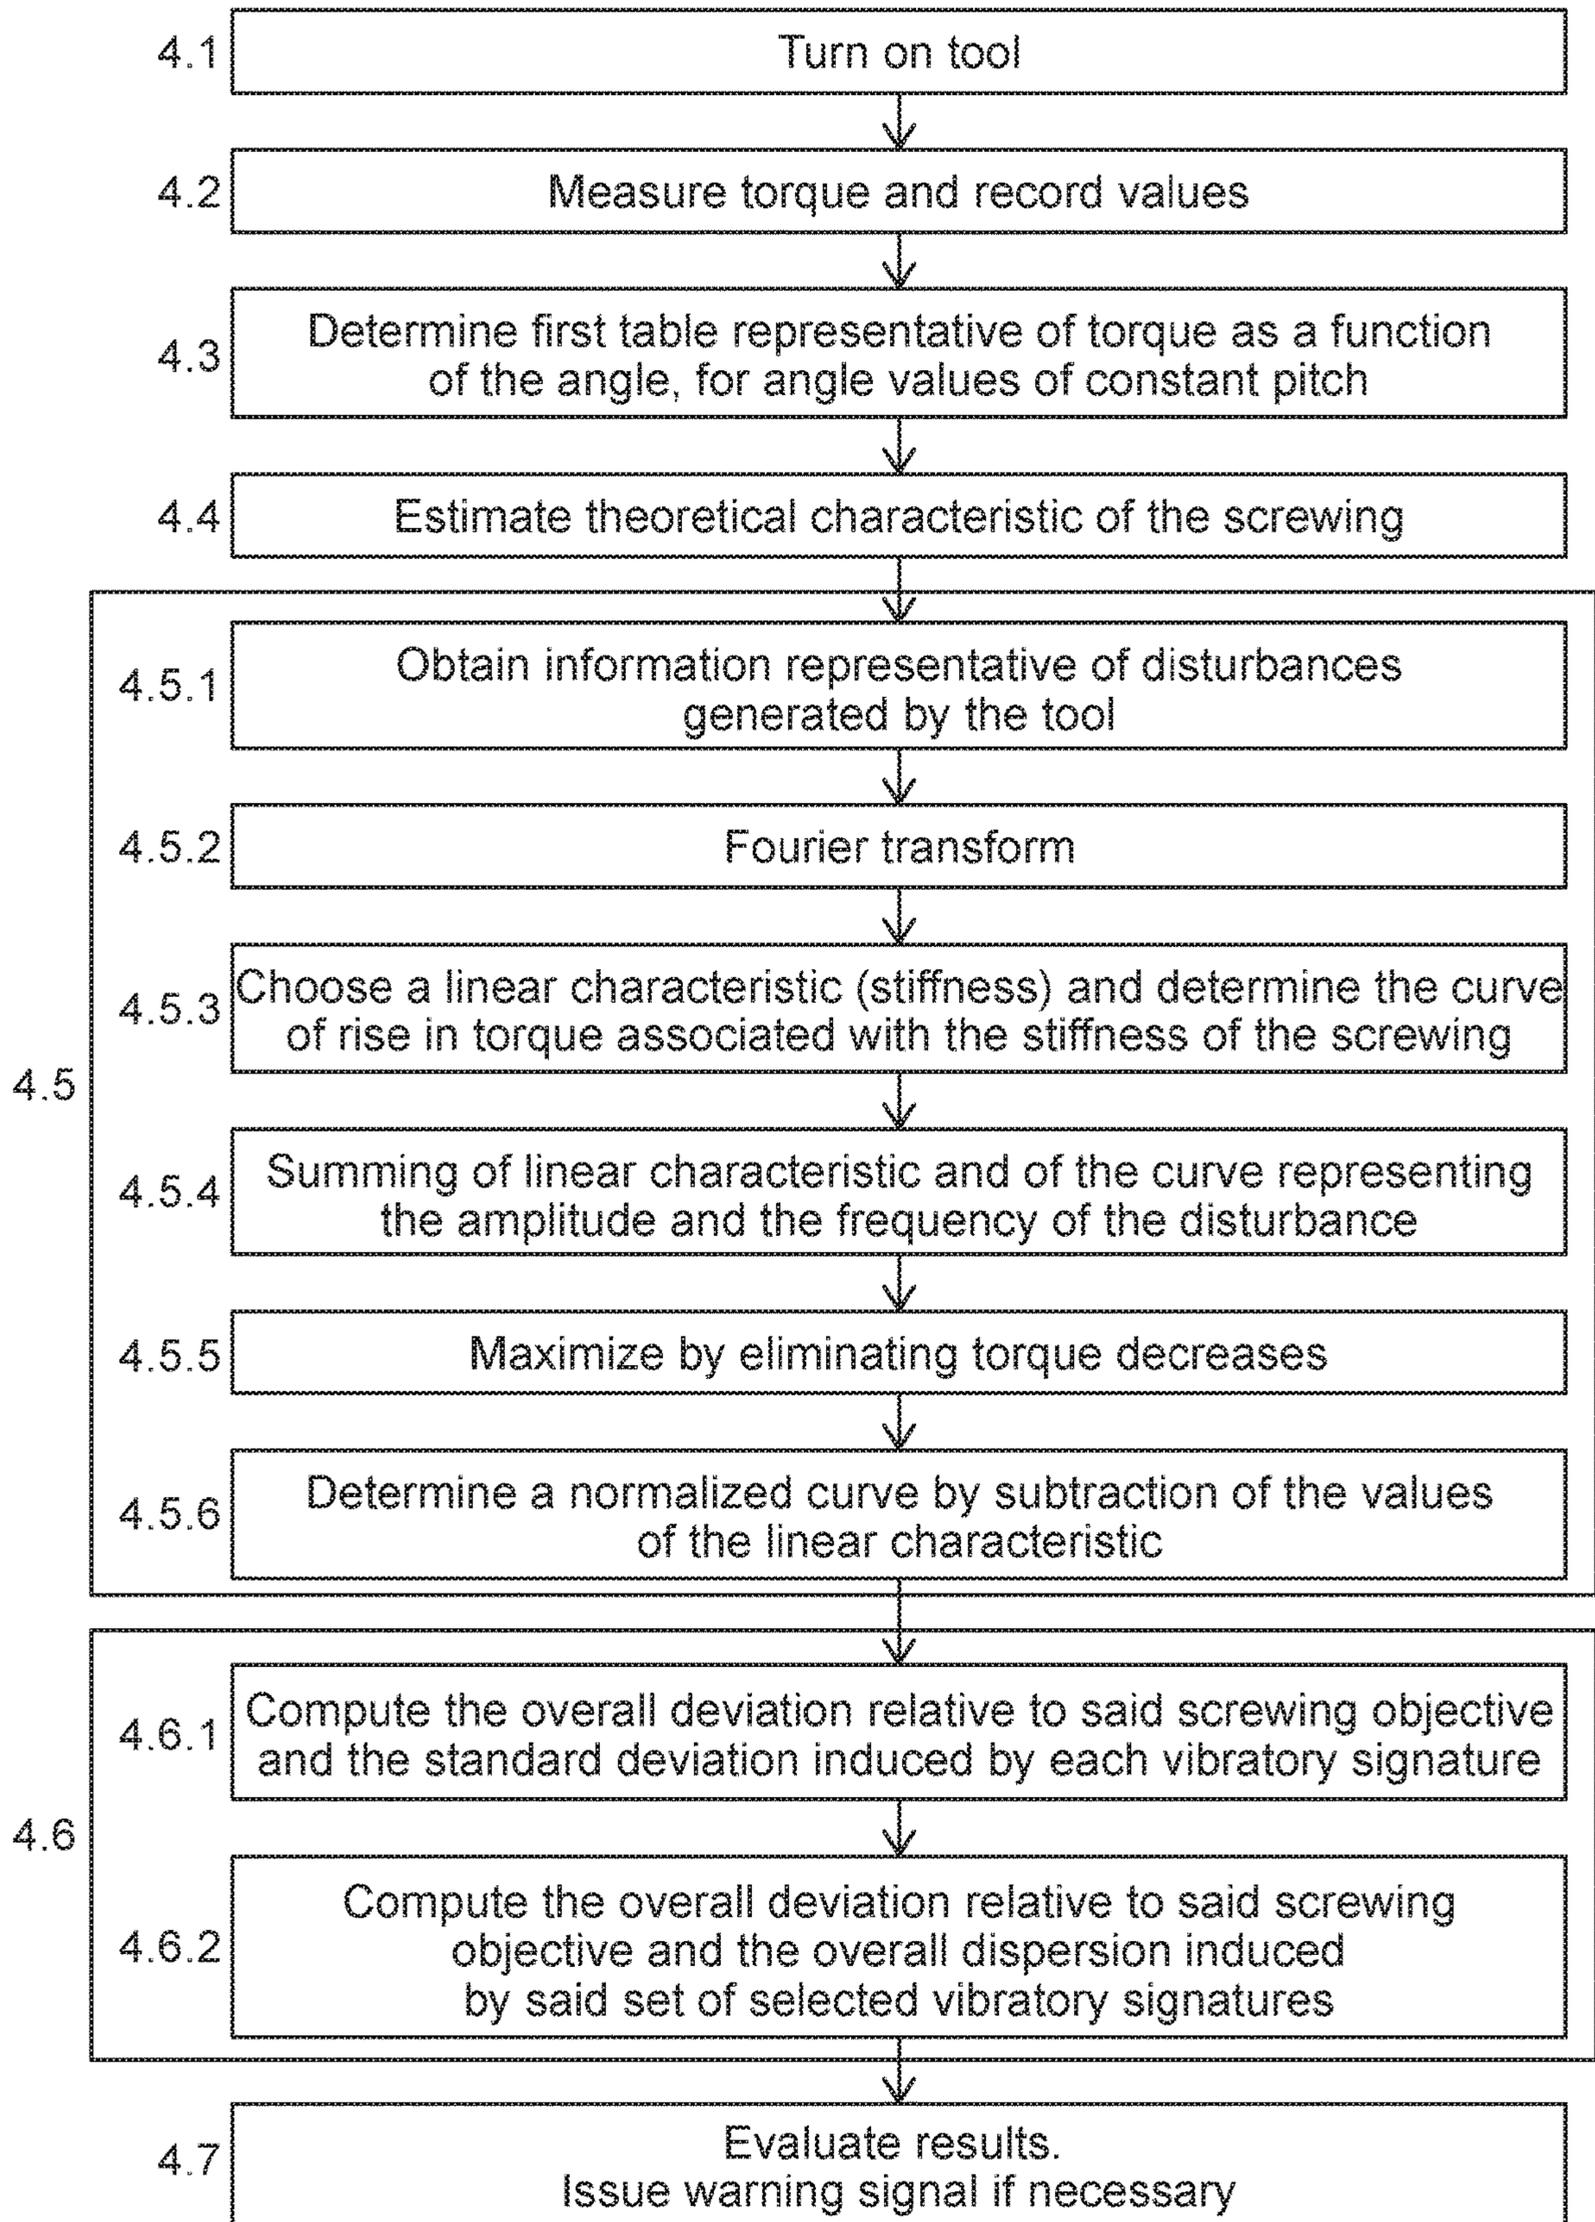 4.1 Turn on tool
4.2 Measure torque and record values
4.3 Determine first table representative of torque as a function
of the angle, for angle values of constant pitch
4.4 Estimate theoretical characteristic of the screwing
4.5
4.5.1 Obtain information representative of disturbances
generated by the tool
4.5.2 Fourier transform
4.5.3 Choose a linear characteristic (stiffness) and determine the curve
of rise in torque associated with the stiffness of the screwing
4.5.4 Summing of linear characteristic and of the curve representing
the amplitude and the frequency of the disturbance
4.5.5 Maximize by eliminating torque decreases
4.5.6 Determine a normalized curve by subtraction of the values
of the linear characteristic
4.6
4.6.1 Compute the overall deviation relative to said screwing objective
and the standard deviation induced by each vibratory signature
4.6.2 Compute the overall deviation relative to said screwing
objective and the overall dispersion induced
by said set of selected vibratory signatures
4.7 Evaluate results.
Issue warning signal if necessary